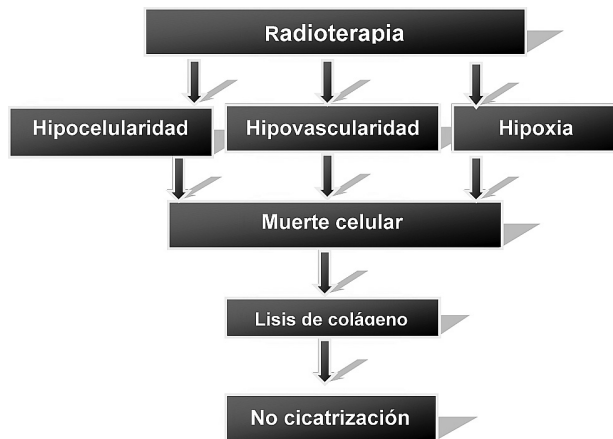 Radioterapia
Hipocelularidad Hipovascularidad Hipoxia
Muerte celular
Lisis de colágeno
No cicatrización